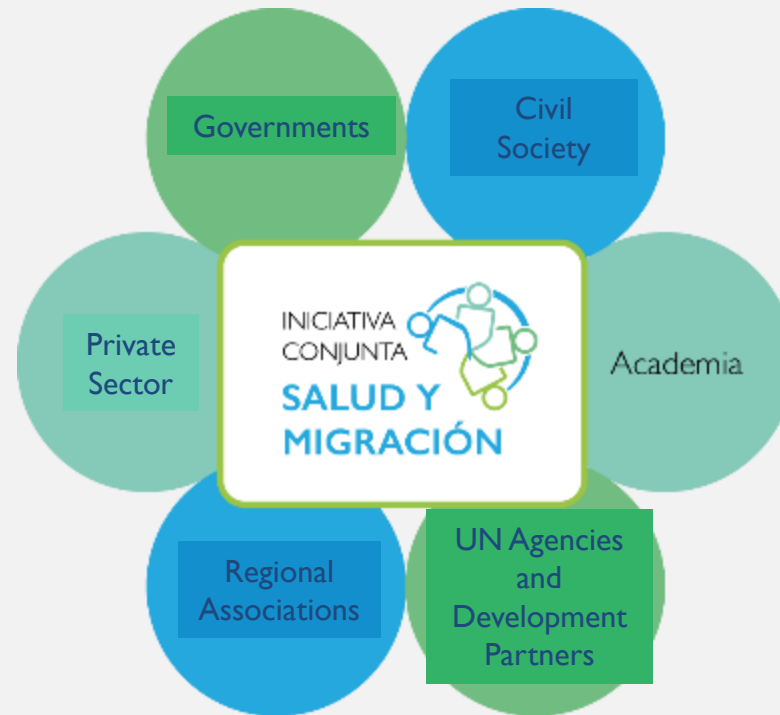 Governments
Civil
Society
Private
Sector
INICIATIVA
CONJUNTA
SALUD Y
MIGRACIÓN
Academia
Regional
Associations
UN Agencies
and
Development
Partners